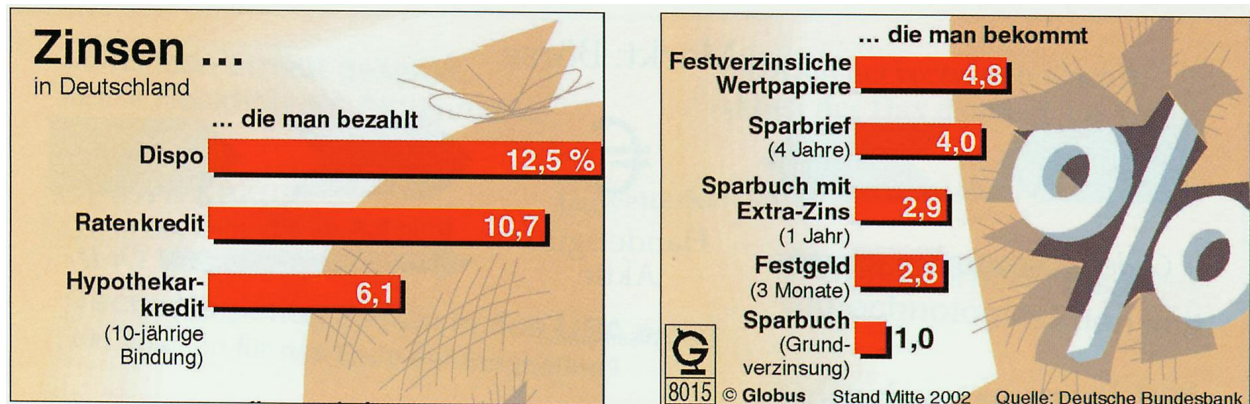 Zinsen ...
in Deutschland
... die man bezahlt
Dispo
12,5 %
Ratenkredit
10,7
Hypothekar-
kredit
6,1
(10-jährige
Bindung)
... die man bekommt
Festverzinsliche
Wertpapiere
4,8
Sparbrief
(4 Jahre)
4,0
Sparbuch mit
Extra-Zins
(1 Jahr)
2,9
Festgeld
(3 Monate)
2,8
Sparbuch
(Grund-
verzinsung)
1,0
%
G
8015
© Globus Stand Mitte 2002 Quelle: Deutsche Bundesbank